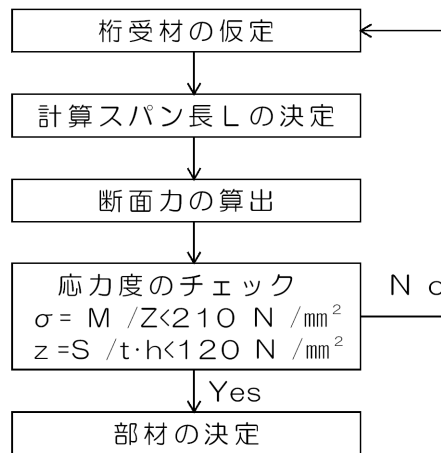 桁受材の仮定
計算スパン長Lの決定
断面力の算出
応力度のチェック
σ= M /Z<210 N /mm²
z =S /t·h<120 N /mm²
No
Yes
部材の決定